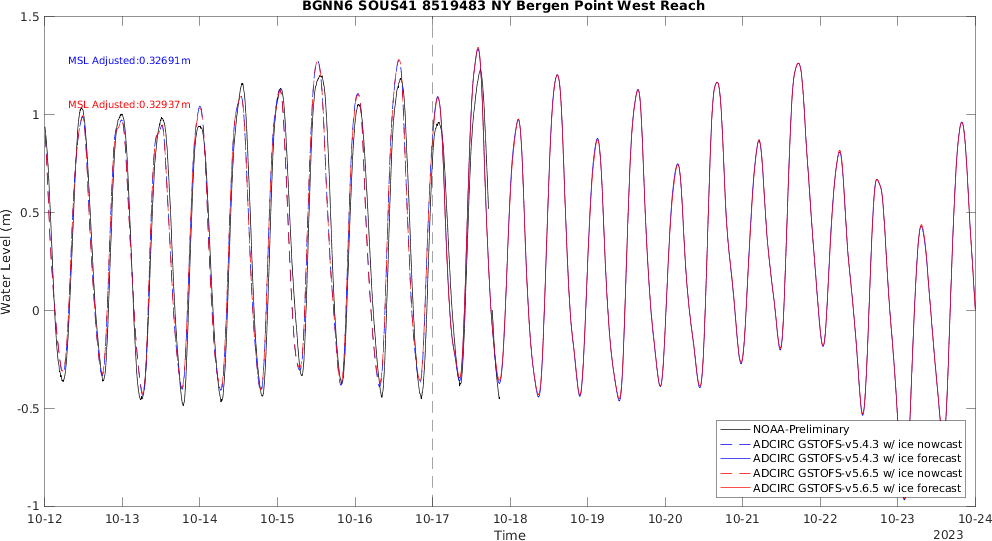 BGNN6 SOUS41 8519483 NY Bergen Point West Reach
1.5
MSL Adjusted:0.32691m
MSL Adjusted:0.32937m
1
0.5
0
-0.5
-1
Water Level (m)
NOAA-Preliminary
ADCIRC GSTOFS-v5.4.3 w/ ice nowcast
ADCIRC GSTOFS-v5.4.3 w/ ice forecast
ADCIRC GSTOFS-v5.6.5 w/ ice nowcast
ADCIRC GSTOFS-v5.6.5 w/ ice forecast
10-12 10-13 10-14 10-15 10-16 10-17 10-18 10-19 10-20 10-21 10-22 10-23 10-24
Time
2023